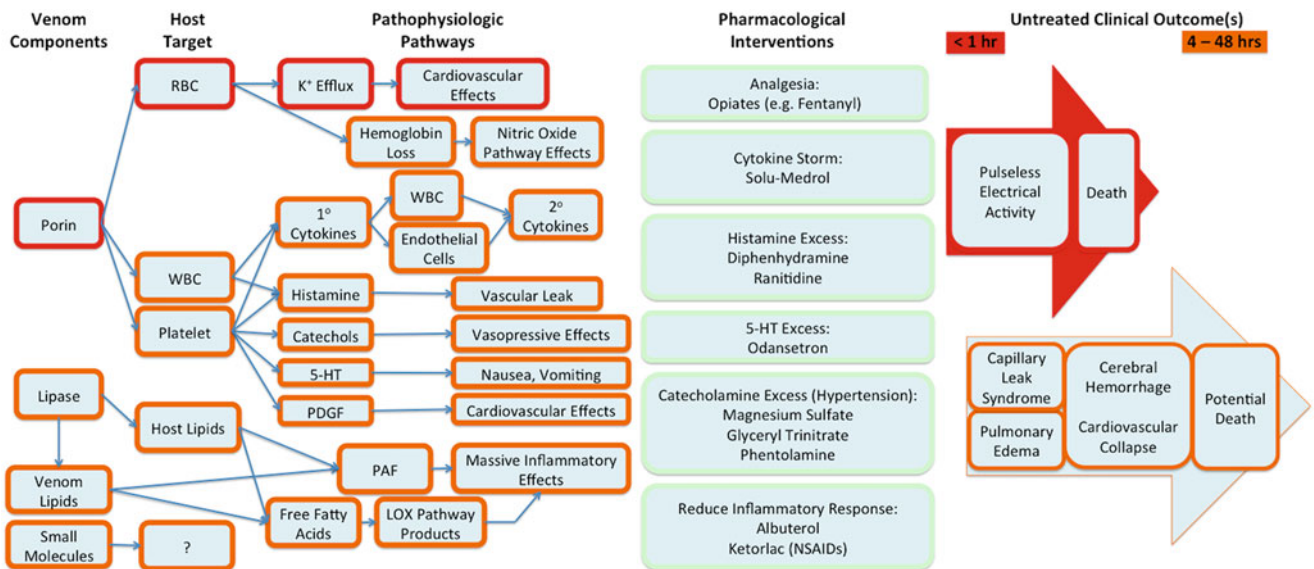 Venom
Components
Host
Target
Pathophysiologic
Pathways
Pharmacological
Interventions
Untreated Clinical Outcome(s)
< 1 hr
4 – 48 hrs
RBC
K⁺ Efflux
Cardiovascular
Effects
Hemoglobin
Loss
Nitric Oxide
Pathway Effects
Porin
1° 
Cytokines
WBC
Endothelial
Cells
2°
Cytokines
WBC
Platelet
Histamine
Vascular Leak
Catechols
Vasopressive Effects
5-HT
Nausea, Vomiting
PDGF
Cardiovascular Effects
Lipase
Host Lipids
Venom
Lipids
PAF
Massive Inflammatory
Effects
Free Fatty
Acids
LOX Pathway
Products
Small
Molecules
?
Analgesia:
Opiates (e.g. Fentanyl)
Cytokine Storm:
Solu-Medrol
Histamine Excess:
Diphenhydramine
Ranitidine
5-HT Excess:
Odansetron
Catecholamine Excess (Hypertension):
Magnesium Sulfate
Glyceryl Trinitrate
Phentolamine
Reduce Inflammatory Response:
Albuterol
Ketorlac (NSAIDs)
Pulseless
Electrical
Activity
Death
Capillary
Leak
Syndrome
Pulmonary
Edema
Cerebral
Hemorrhage
Cardiovascular
Collapse
Potential
Death